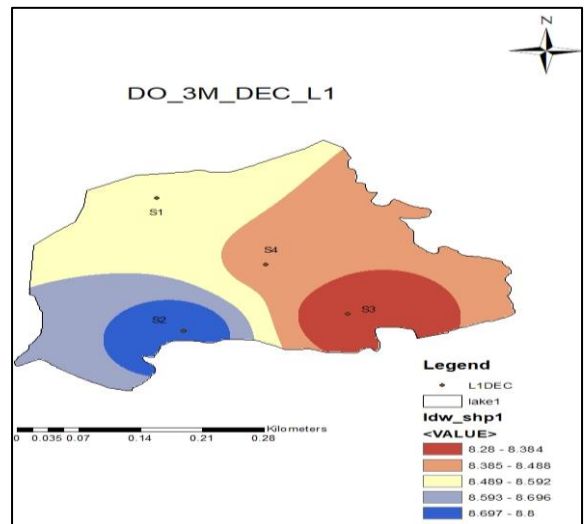 N
DO_3M_DEC_L1
S1
S4
S2
S3
Legend
L1DEC
lake1
Idw_shp1
<VALUE>
8.28 - 8.384
8.385 - 8.488
8.489 - 8.592
8.593 - 8.696
8.697 - 8.8
Kilometers
0 0.035 0.07 0.14 0.21 0.28